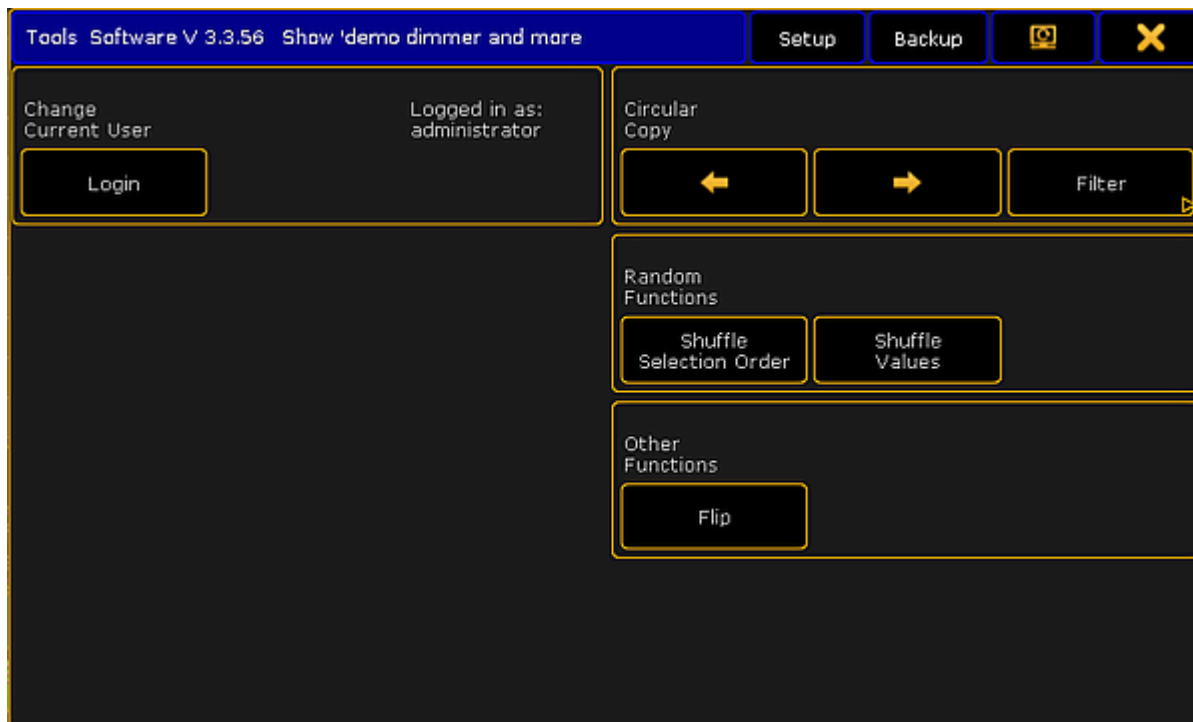 Tools Software V 3.3.56 Show 'demo dimmer and more
Setup
Backup
Change
Current User
Logged in as:
administrator
Login
Circular
Copy
Filter
Random
Functions
Shuffle
Selection Order
Shuffle
Values
Other
Functions
Flip